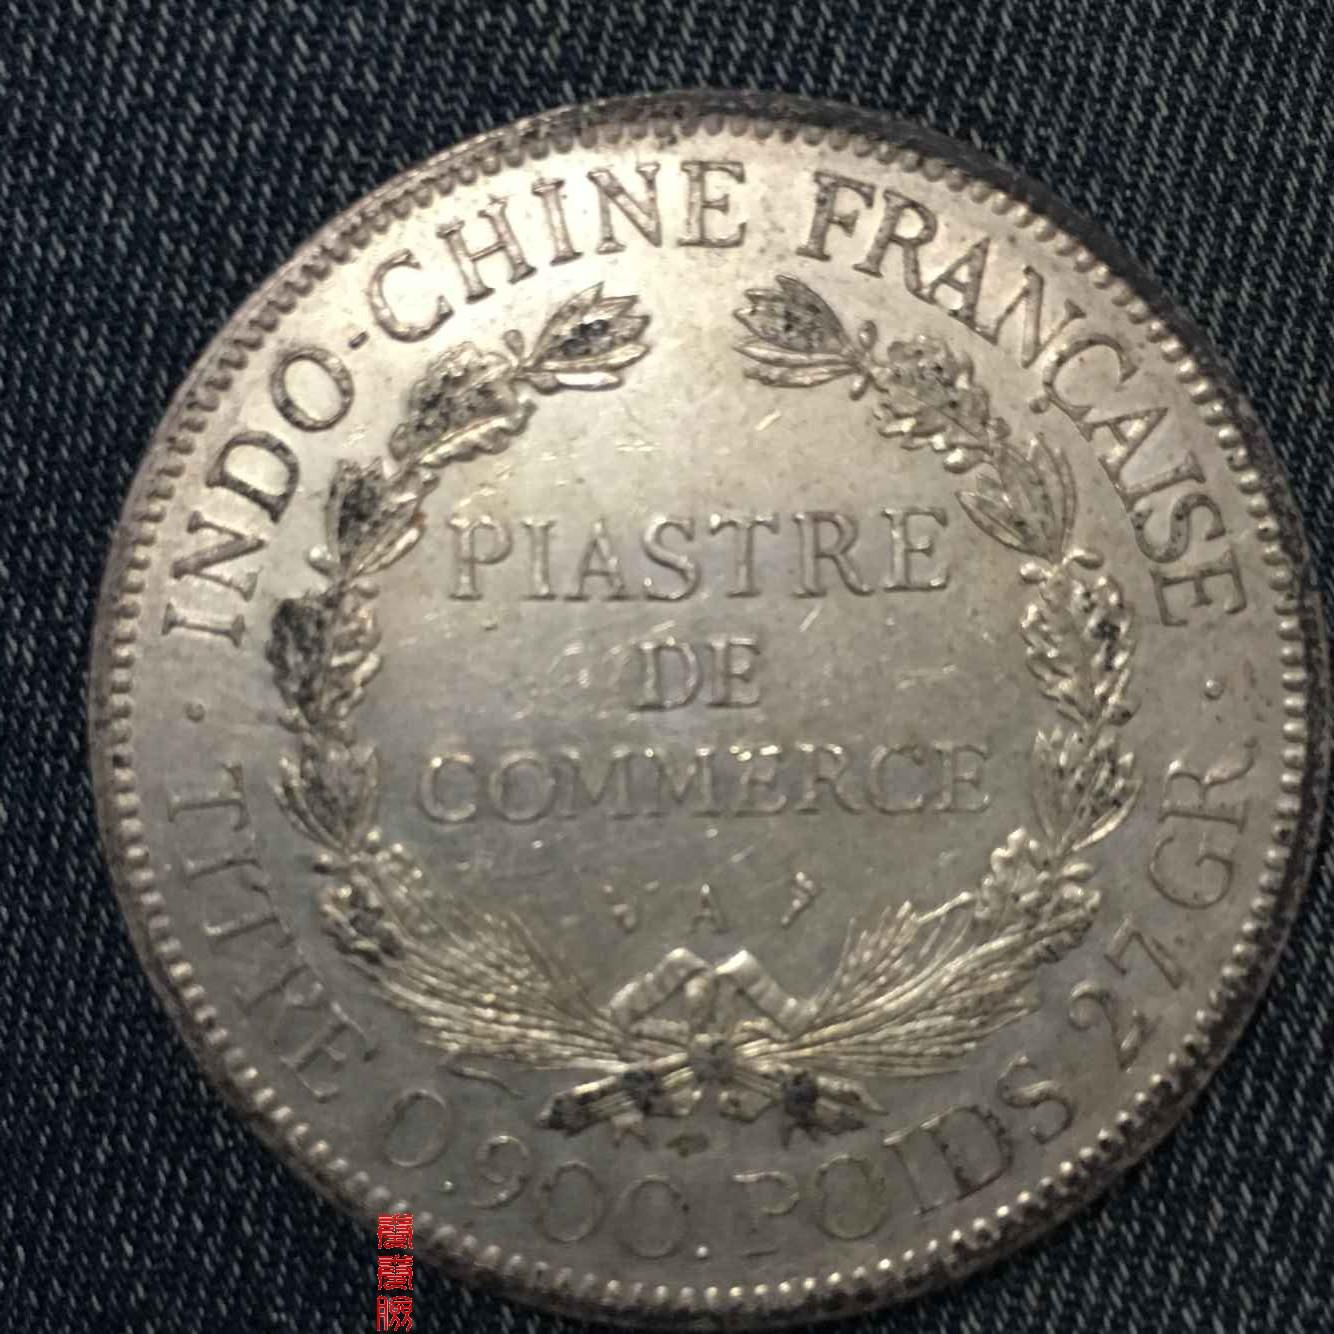 INDO-CHINE FRANÇAISE
PIASTRE
DE
COMMERCE
A
TITRE 0.900. POIDS 27 GR.